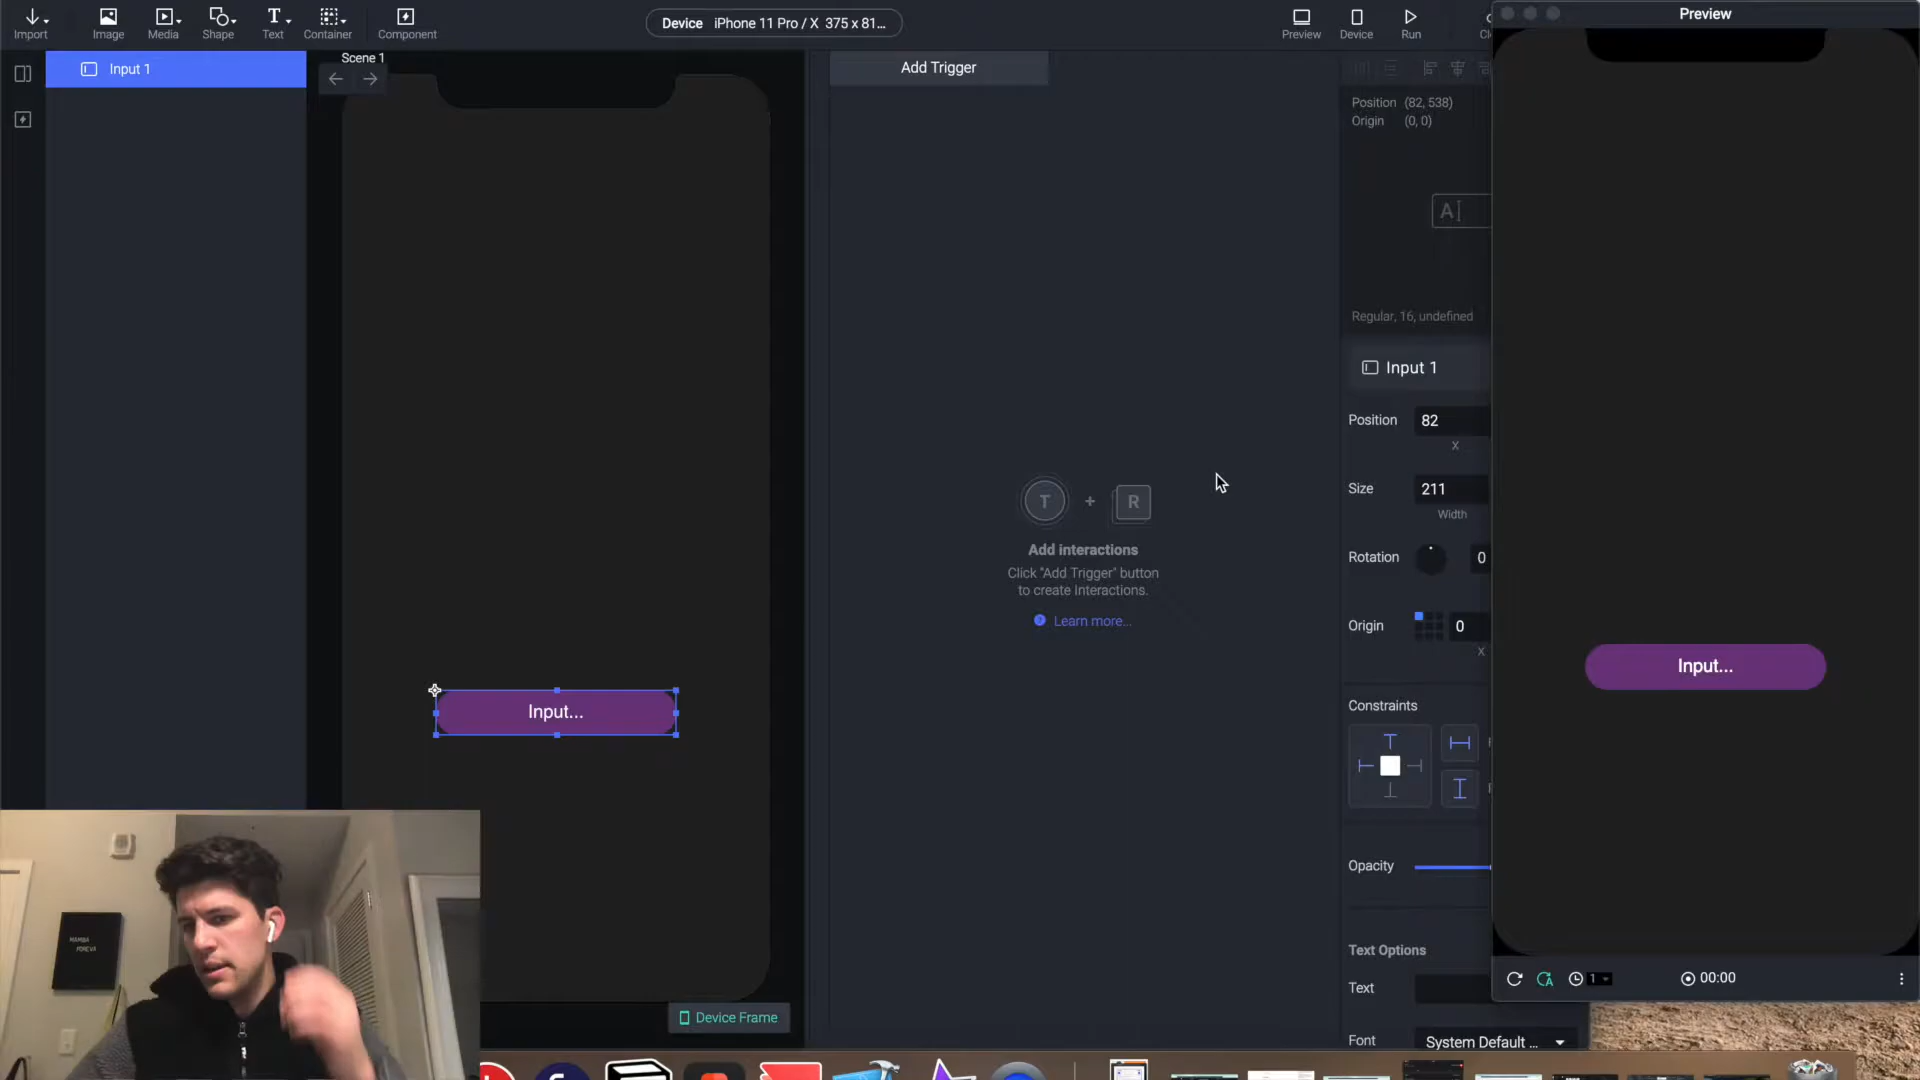 Import
Image
Media
Shape
Text
Container
Component
Device iPhone 11 Pro / X 375 x 81...
Preview
Device
Run
Preview
Input 1
Scene 1
Add Trigger
Position (82, 538)
Origin (0, 0)
A
Regular, 16, undefined
Input 1
Position 82
X
Size 211
Width
Rotation 0
Origin 0
X
T + R
Add interactions
Click "Add Trigger" button
to create Interactions.
Learn more...
Input...
Input...
Constraints
Opacity
Text Options
Text
Font System Default ...
Device Frame
1
00:00
MAMBA
FOREVA